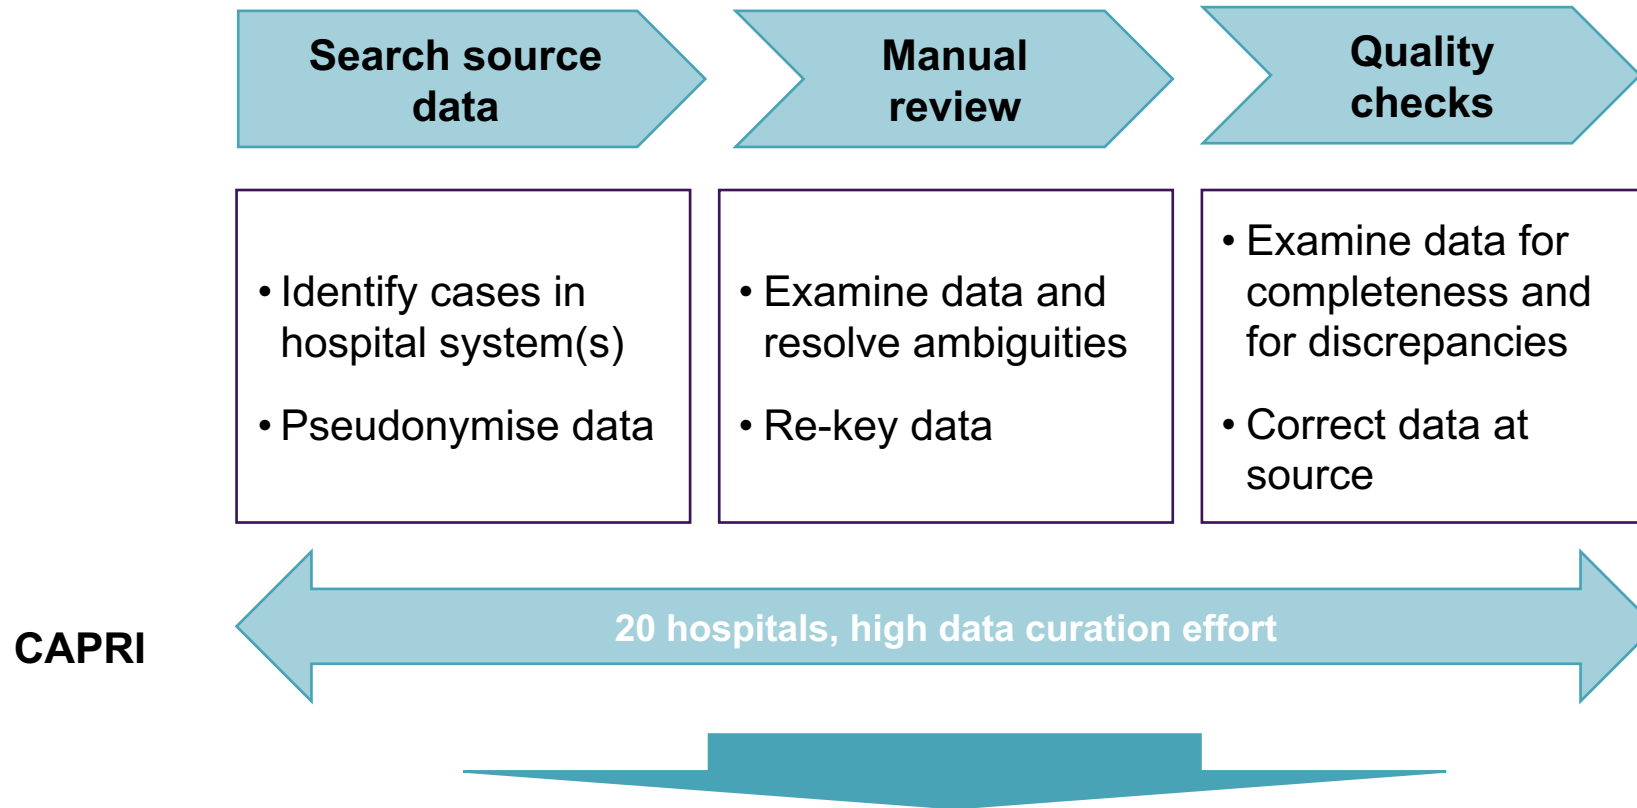 Search source
data
Manual
review
Quality
checks
• Identify cases in
hospital system(s)
• Pseudonymise data
• Examine data and
resolve ambiguities
• Re-key data
• Examine data for
completeness and
for discrepancies
• Correct data at
source
CAPRI
20 hospitals, high data curation effort